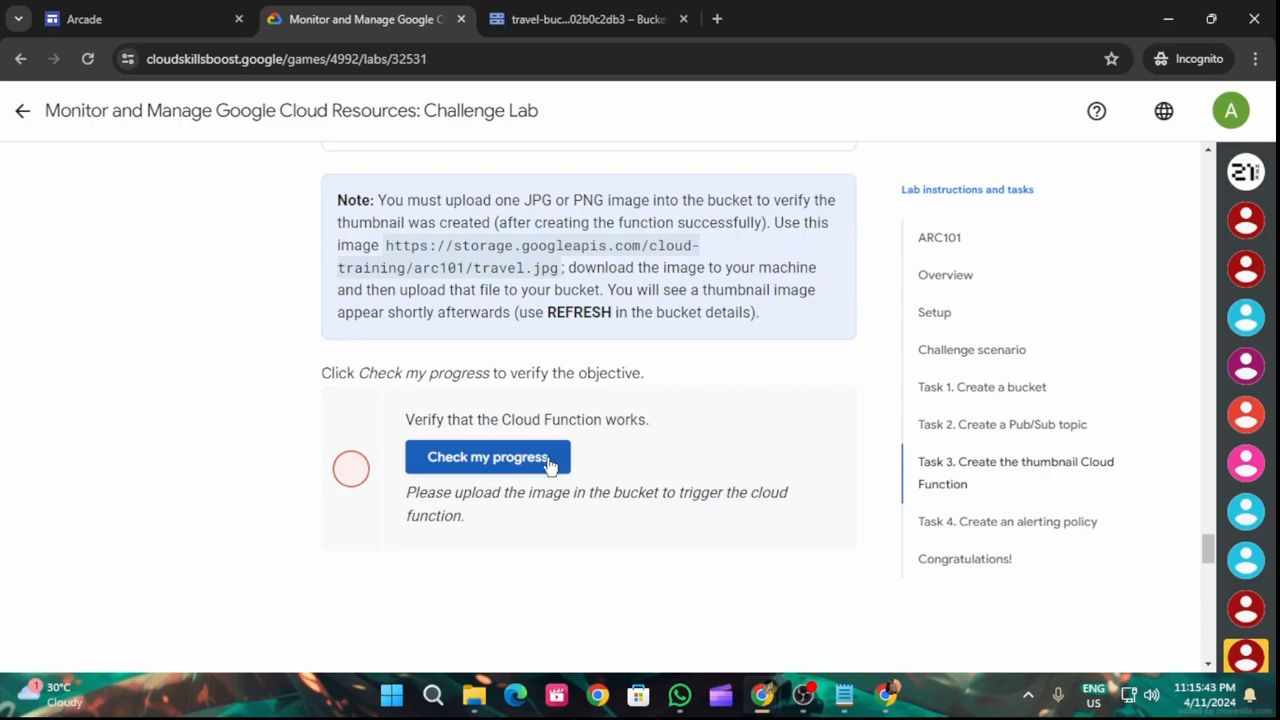 Arcade
Monitor and Manage Google C
travel-buc...02b0c2db3 – Bucke
cloudskillsboost.google/games/4992/labs/32531
Incognito
Monitor and Manage Google Cloud Resources: Challenge Lab
A
Note: You must upload one JPG or PNG image into the bucket to verify the
thumbnail was created (after creating the function successfully). Use this
image https://storage.googleapis.com/cloud-
training/arc101/travel.jpg; download the image to your machine
and then upload that file to your bucket. You will see a thumbnail image
appear shortly afterwards (use REFRESH in the bucket details).
Click Check my progress to verify the objective.
Verify that the Cloud Function works.
Check my progress
Please upload the image in the bucket to trigger the cloud
function.
Lab instructions and tasks
ARC101
Overview
Setup
Challenge scenario
Task 1. Create a bucket
Task 2. Create a Pub/Sub topic
Task 3. Create the thumbnail Cloud
Function
Task 4. Create an alerting policy
Congratulations!
1
30°C
Cloudy
ENG
US
11:15:43 PM
4/11/2024